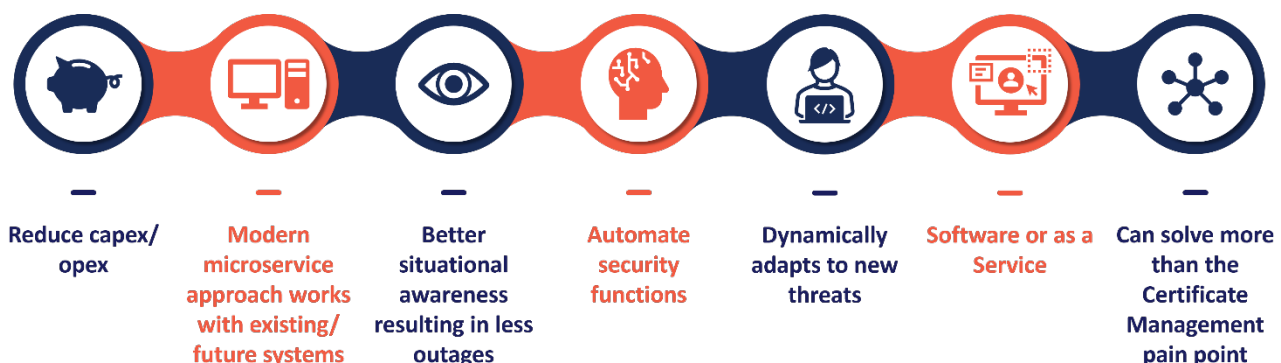 </>
Reduce capex/
opex
Modern
microservice
approach works
with existing/
future systems
Better
situational
awareness
resulting in less
outages
Automate
security
functions
Dynamically
adapts to new
threats
Software or as a
Service
Can solve more
than the
Certificate
Management
pain point